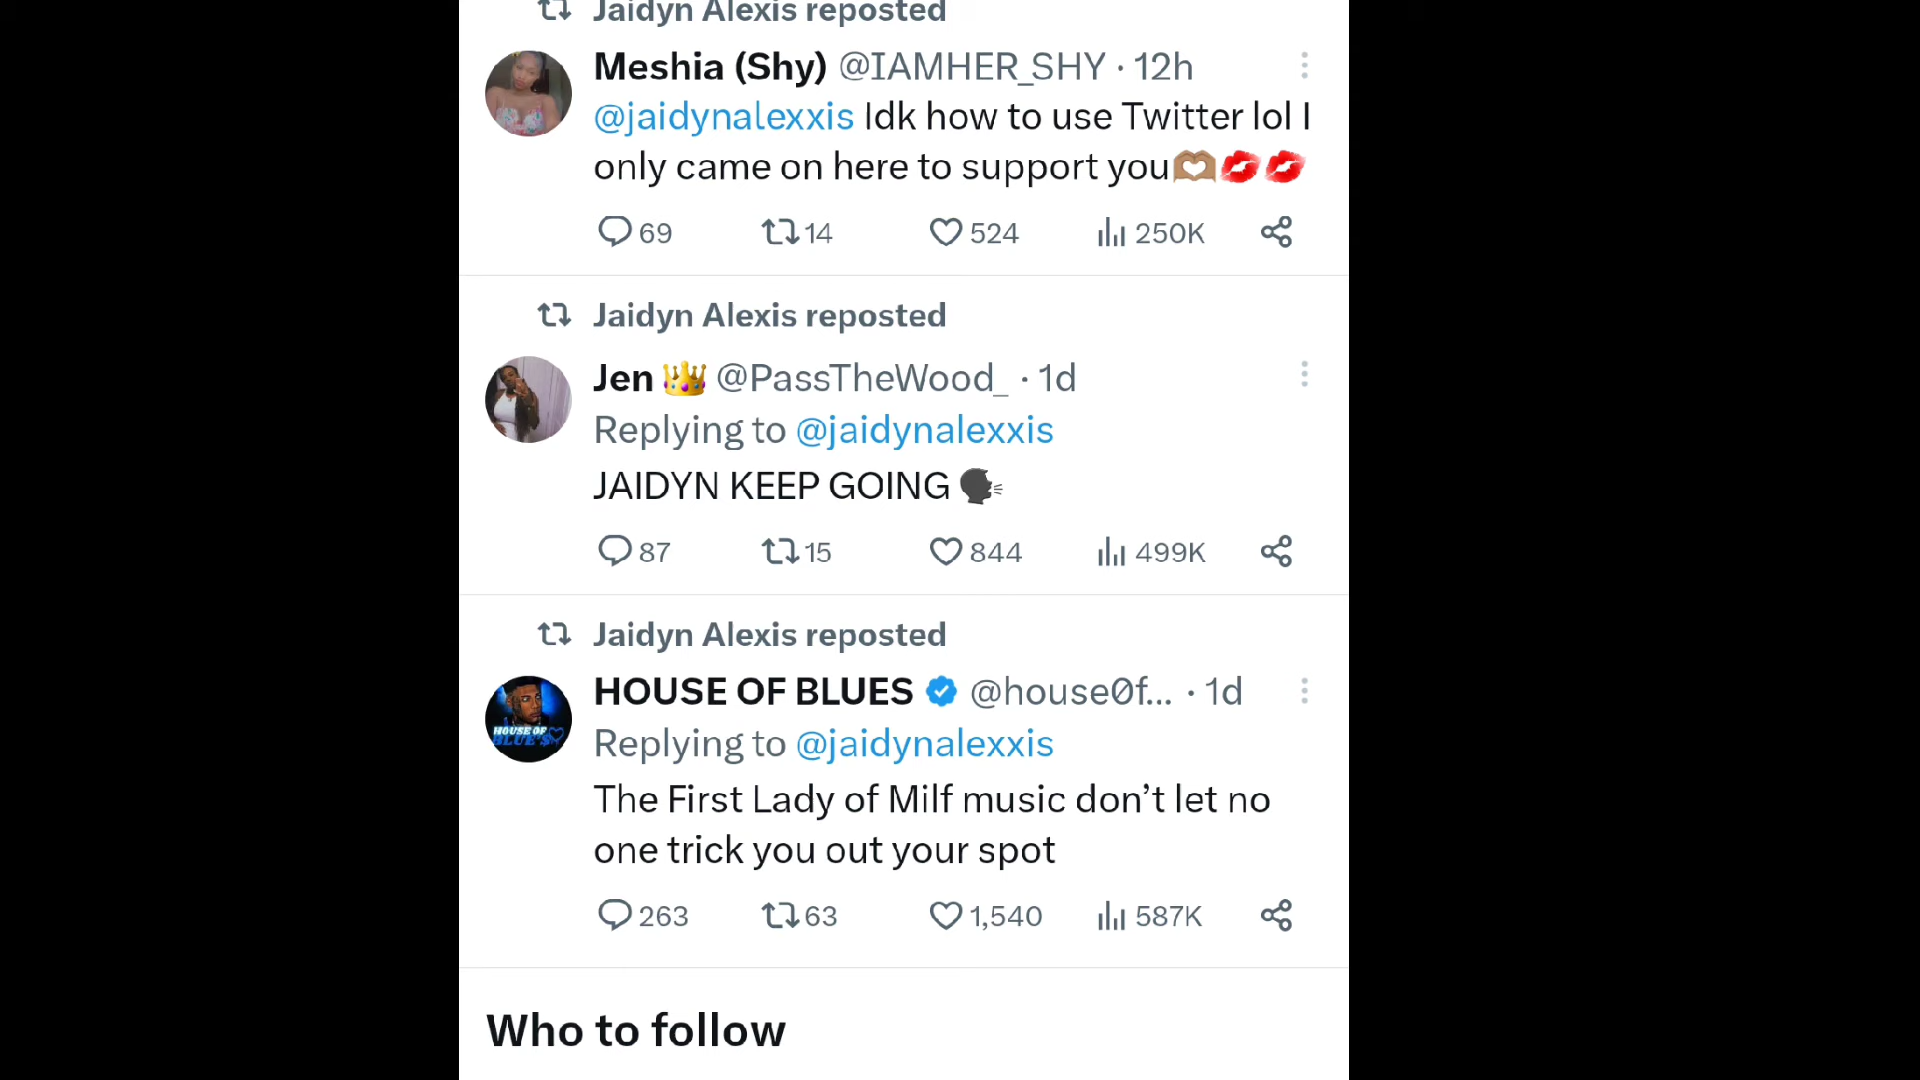 Jaidyn Alexis reposted
Meshia (Shy) @IAMHER_SHY · 12h
@jaidynalexxis Idk how to use Twitter lol I
only came on here to support you🫶🏽💋💋
69 14 524 250K
Jaidyn Alexis reposted
Jen 👑 @PassTheWood_ · 1d
Replying to @jaidynalexxis
JAIDYN KEEP GOING 🗣️
87 15 844 499K
Jaidyn Alexis reposted
HOUSE OF BLUES @house0f... · 1d
HOUSE OF
BLUE'S
Replying to @jaidynalexxis
The First Lady of Milf music don’t let no
one trick you out your spot
263 63 1,540 587K
Who to follow